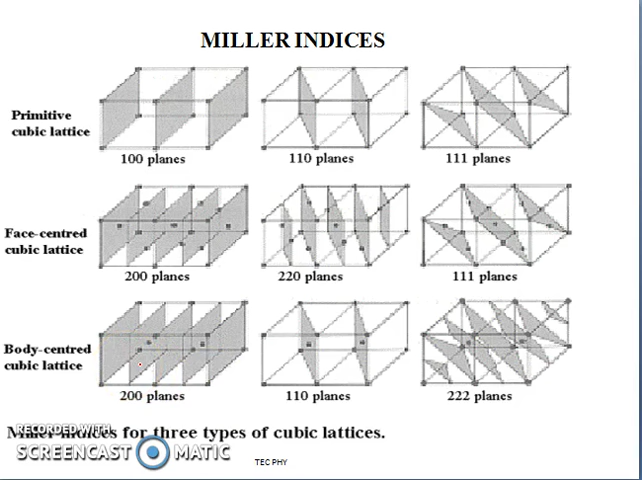 MILLER INDICES
Primitive
cubic lattice
100 planes
110 planes
111 planes
Face-centred
cubic lattice
200 planes
220 planes
111 planes
Body-centred
cubic lattice
200 planes
110 planes
222 planes
Miller indices for three types of cubic lattices.
RECORDED WITH
SCREENCAST MATIC
TEC PHY